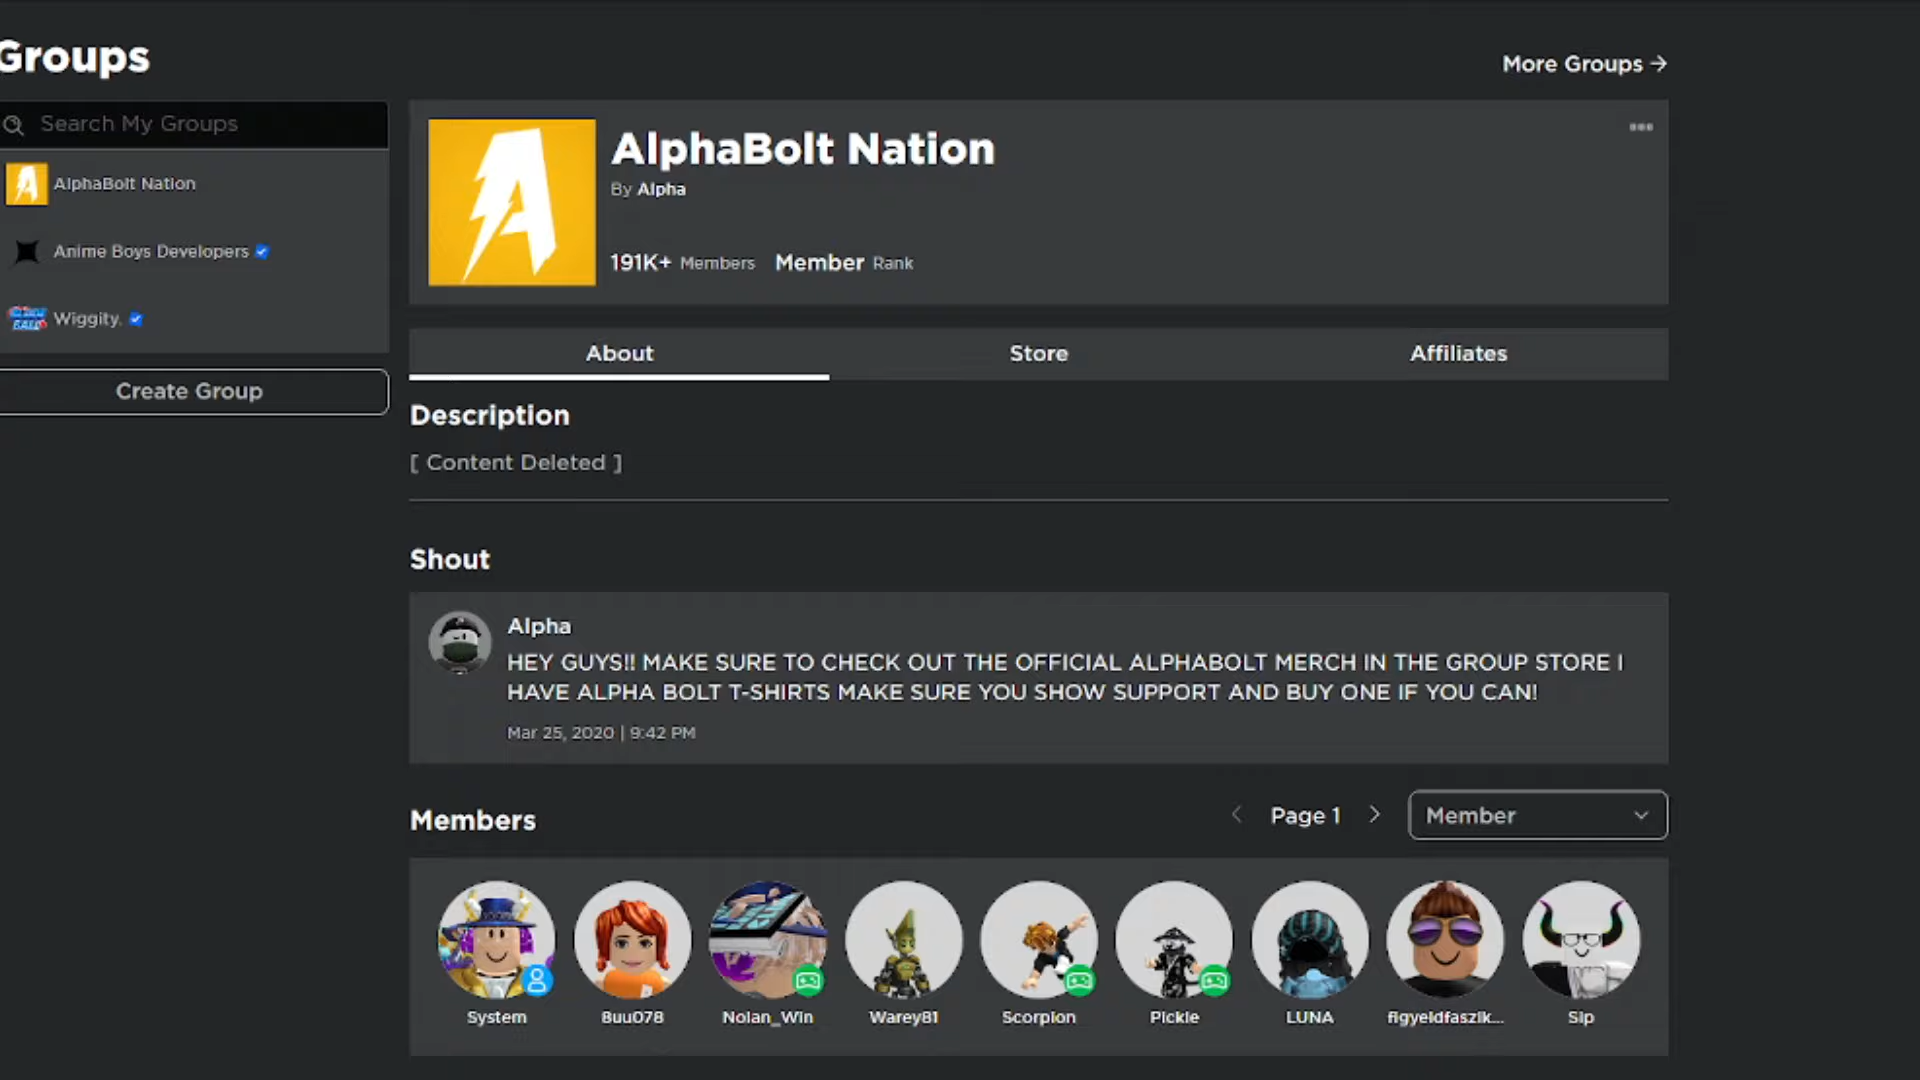 Groups
More Groups →
Search My Groups
AlphaBolt Nation
Anime Boys Developers
Wiggity.
Create Group
AlphaBolt Nation
By Alpha
191K+ Members Member Rank
About Store Affiliates
Description
[ Content Deleted ]
Shout
Alpha
HEY GUYS!! MAKE SURE TO CHECK OUT THE OFFICIAL ALPHABOLT MERCH IN THE GROUP STORE I
HAVE ALPHA BOLT T-SHIRTS MAKE SURE YOU SHOW SUPPORT AND BUY ONE IF YOU CAN!
Mar 25, 2020 | 9:42 PM
Members
Page 1
Member
System 8uu078 Nolan_Win Warey81 Scorpion Pickle LUNA figyeldfaszik... Sip